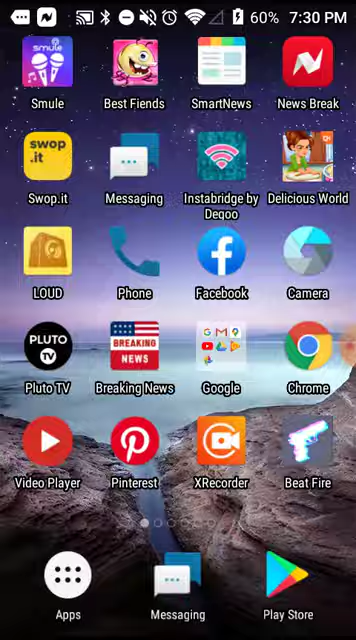 60% 7:30 PM
smule
Smule Best Fiends SmartNews News Break
swop
.it
Swop.it Messaging Instabridge by Degoo Delicious World
LOUD Phone Facebook Camera
PLUTO
TV
BREAKING
NEWS
Pluto TV Breaking News Google Chrome
Video Player Pinterest XRecorder Beat Fire
Apps Messaging Play Store